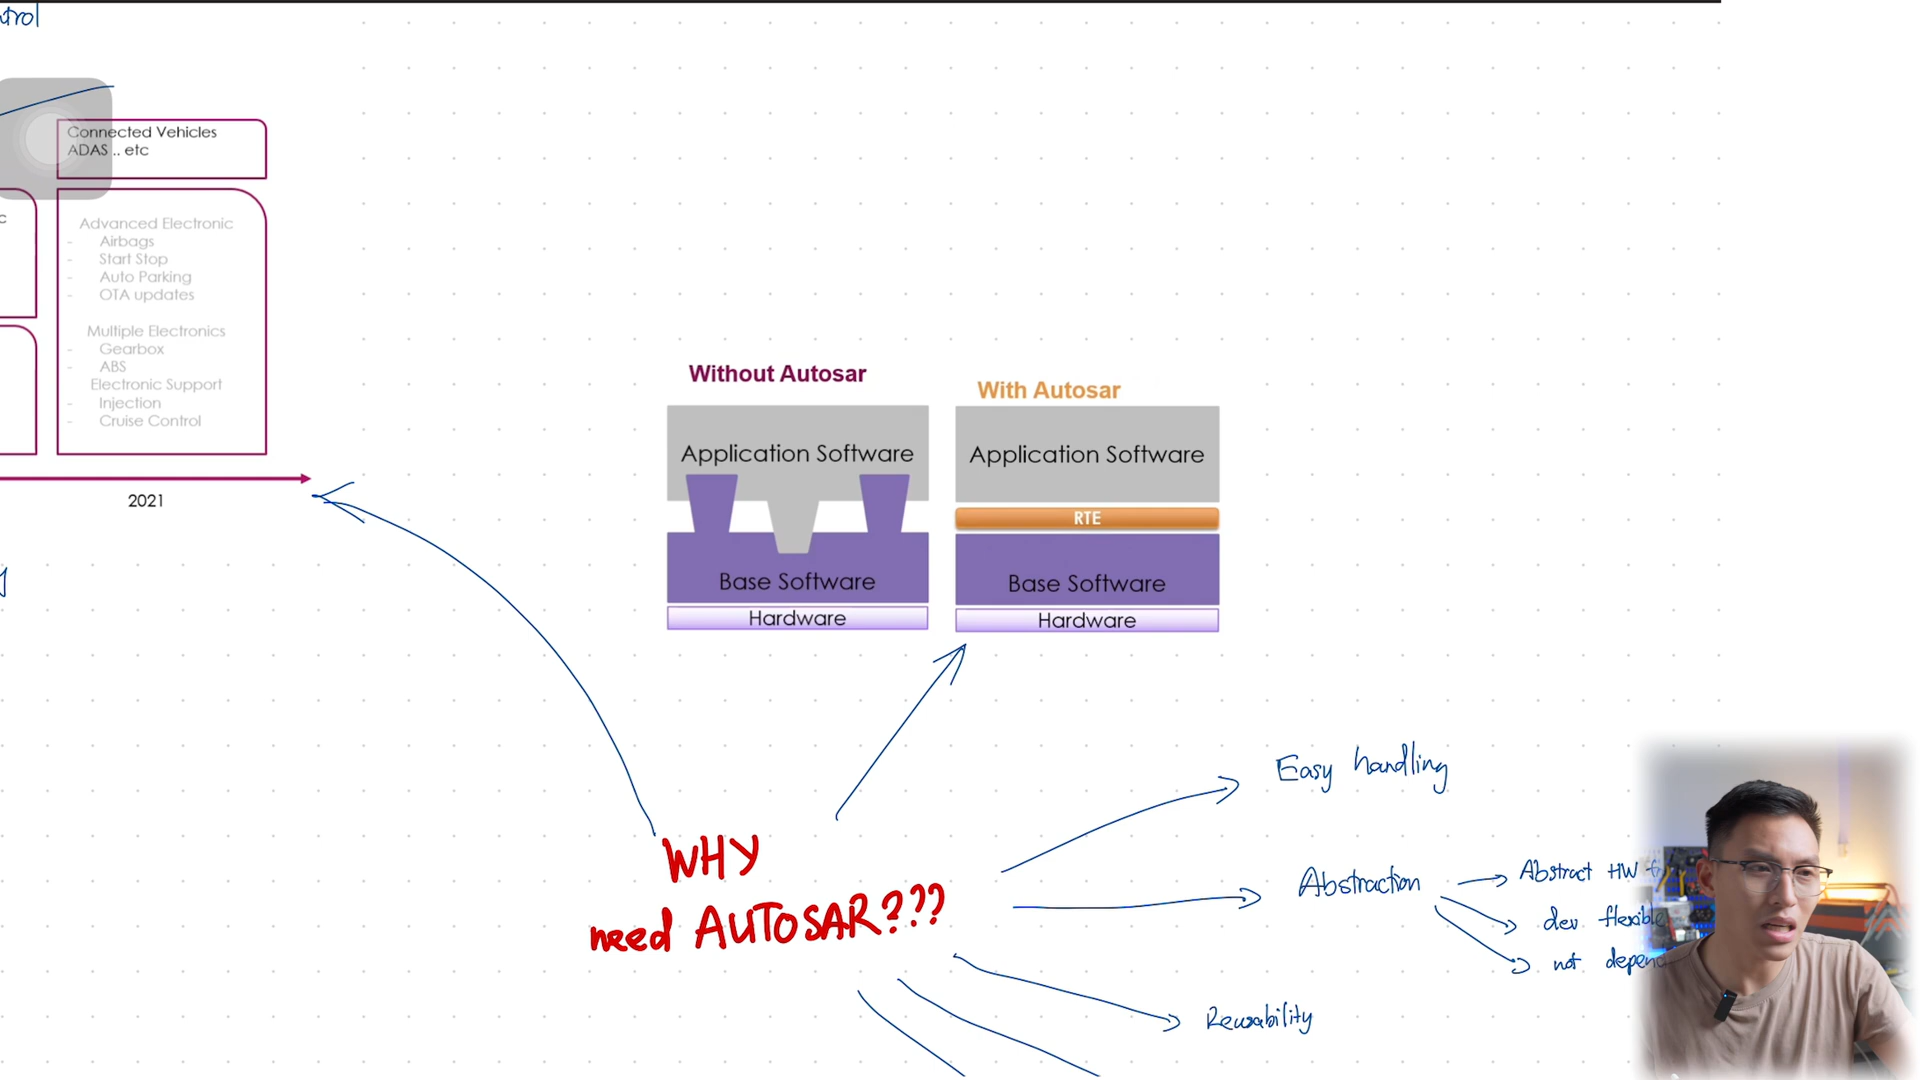 Connected Vehicles
ADAS .. etc
c
Advanced Electronic
- Airbags
- Start Stop
- Auto Parking
- OTA updates
Multiple Electronics
- Gearbox
- ABS
Electronic Support
- Injection
- Cruise Control
2021
Without Autosar
Application Software
Base Software
Hardware
With Autosar
Application Software
RTE
Base Software
Hardware
WHY
need AUTOSAR???
Easy handling
Abstraction
Abstract HW
dev flexible
not depend
Reusability